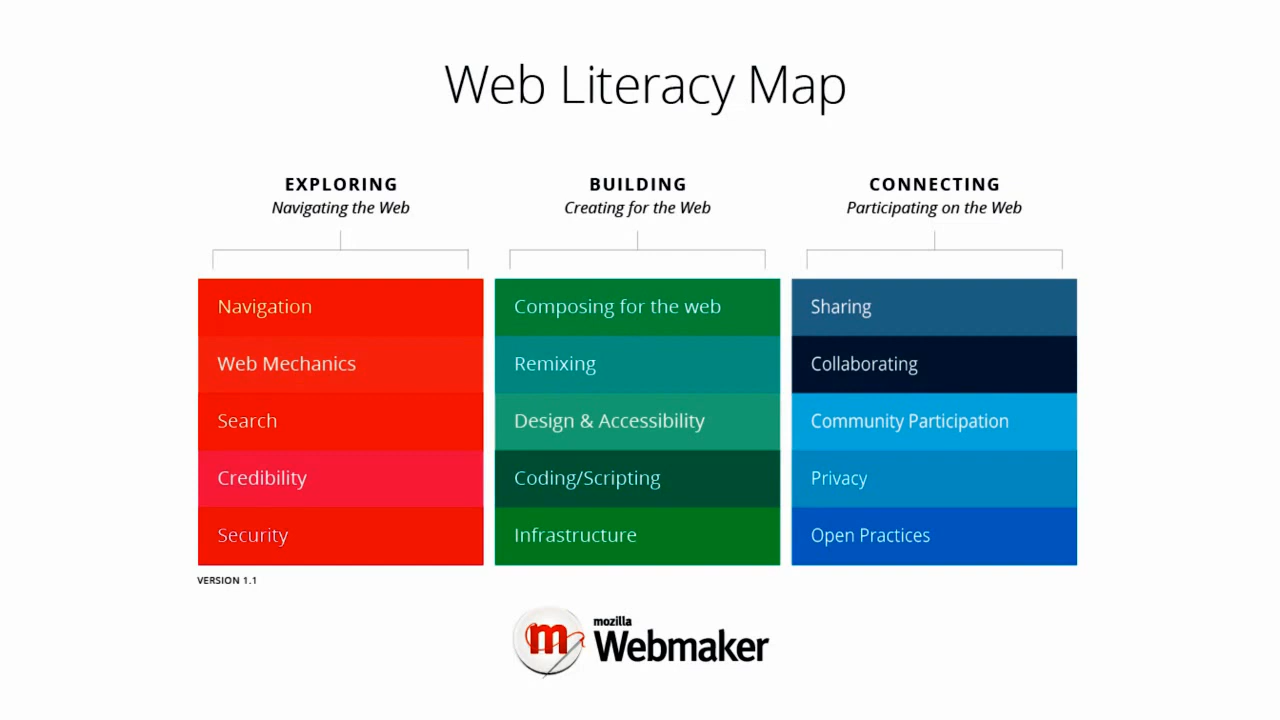 Web Literacy Map
EXPLORING
Navigating the Web
Navigation
Web Mechanics
Search
Credibility
Security
BUILDING
Creating for the Web
Composing for the web
Remixing
Design & Accessibility
Coding/Scripting
Infrastructure
CONNECTING
Participating on the Web
Sharing
Collaborating
Community Participation
Privacy
Open Practices
VERSION 1.1
m
mozilla
Webmaker